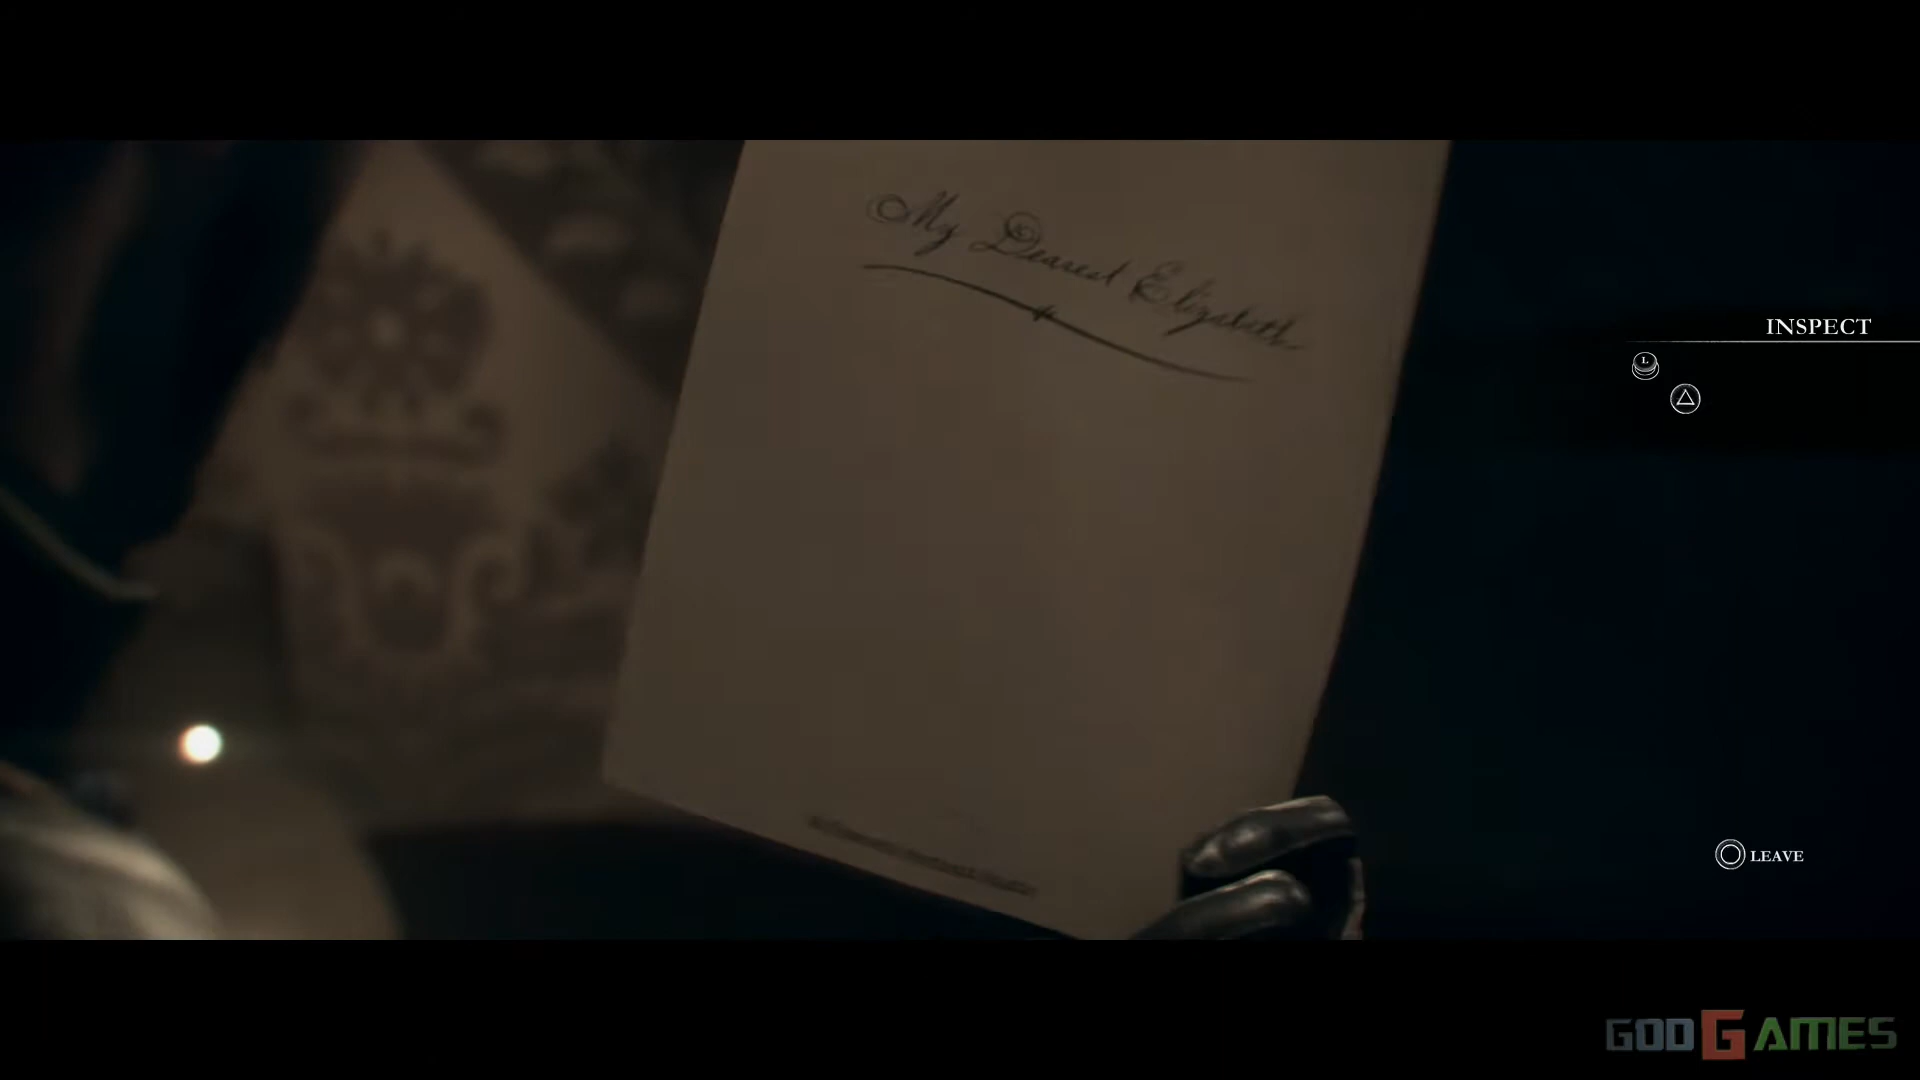 My Dearest Elizabeth
INSPECT
L
LEAVE
GODGAMES